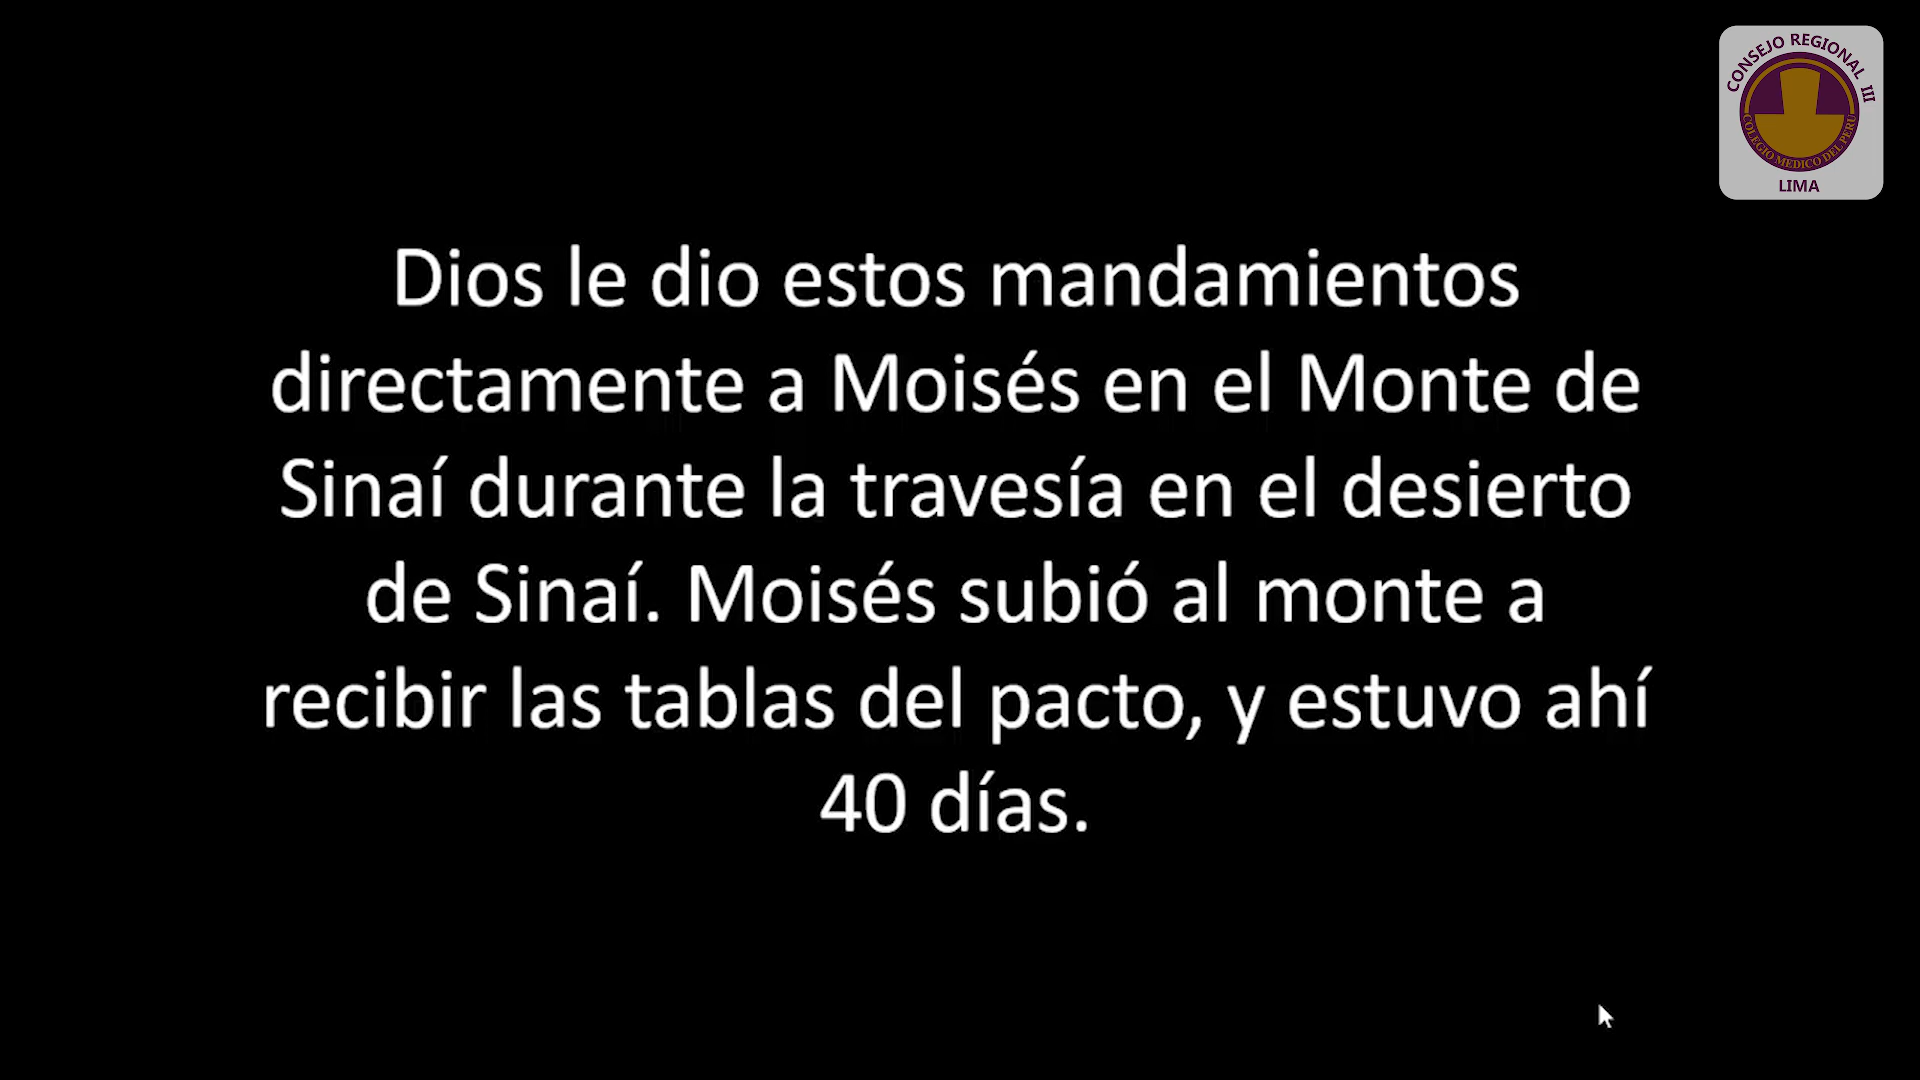 CONSEJO REGIONAL III
COLEGIO MEDICO DEL PERU
LIMA
Dios le dio estos mandamientos
directamente a Moisés en el Monte de
Sinaí durante la travesía en el desierto
de Sinaí. Moisés subió al monte a
recibir las tablas del pacto, y estuvo ahí
40 días.